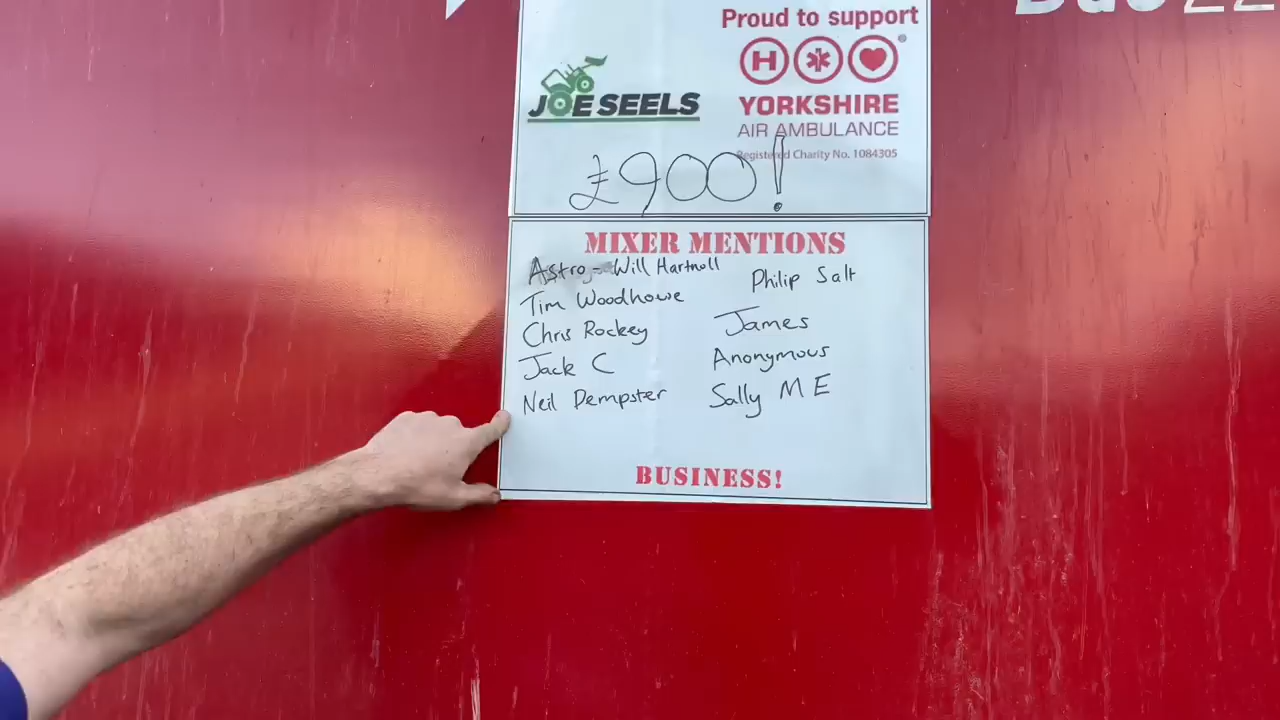 Proud to support
H
JOE SEELS
YORKSHIRE
AIR AMBULANCE
Registered Charity No. 1084305
£900!
MIXER MENTIONS
Astro - Will Hartnoll
Philip Salt
Tim Woodhowe
Chris Rockey
James
Jack C
Anonymous
Neil Dempster
Sally M E
BUSINESS!